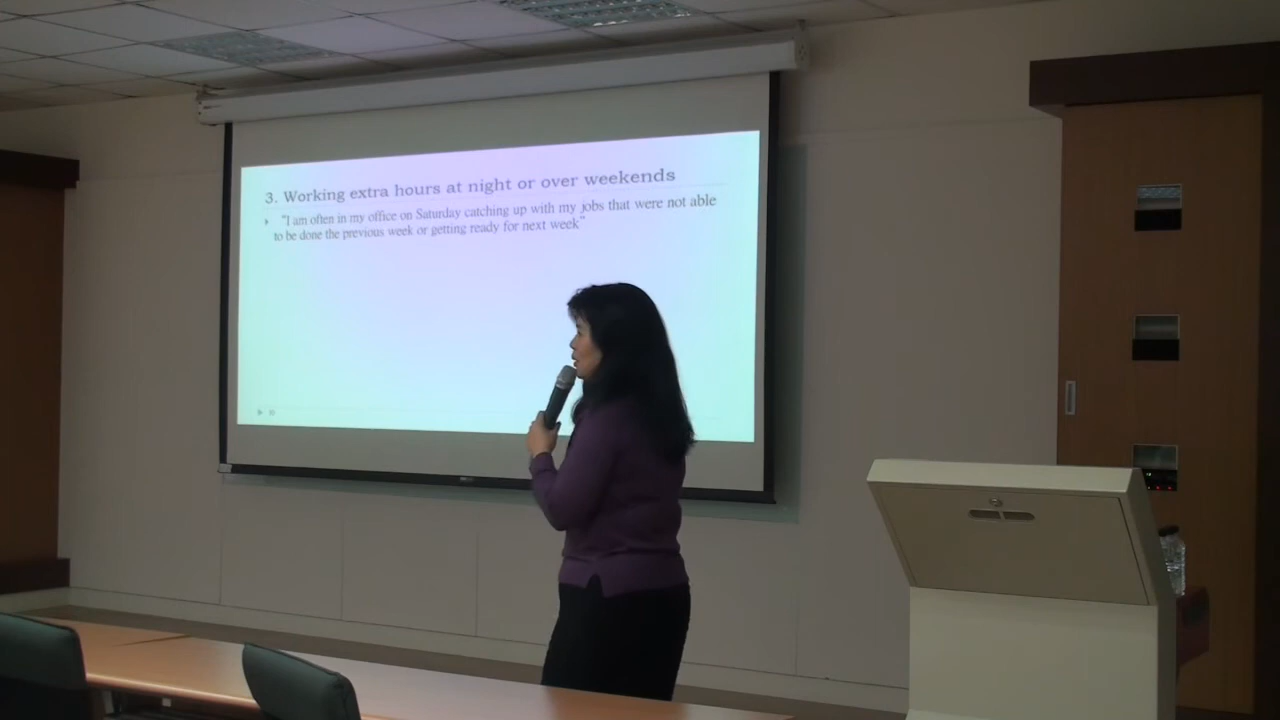 3. Working extra hours at night or over weekends
"I am often in my office on Saturday catching up with my jobs that were not able
to be done the previous week or getting ready for next week"